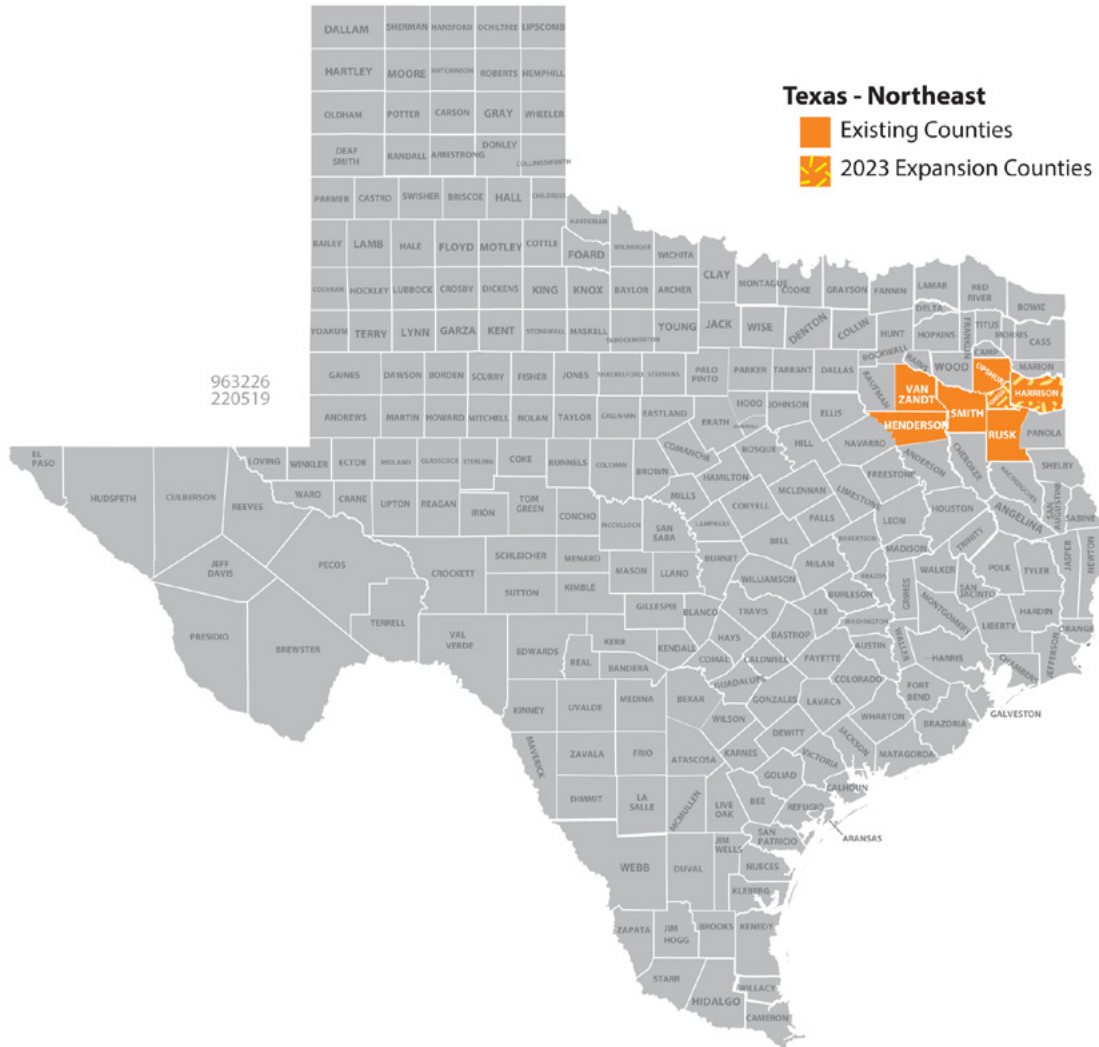 DALLAM SHERMAN HANSFORD OCHILTREE LIPSCOMB
HARTLEY MOORE HUTCHINSON ROBERTS HEMPHILL
Texas - Northeast
Existing Counties
2023 Expansion Counties
OLDHAM POTTER CARSON GRAY WHEELER
DEAF
SMITH RANDALL ARMSTRONG DONLEY COLLINGSWORTH
PARMER CASTRO SWISHER BRISCOE HALL CHILDRESS
HARDEMAN
BAILEY LAMB HALE FLOYD MOTLEY COTTLE FOARD WILBARGER WICHITA
CLAY MONTAGUE COOKE GRAYSON FANNIN LAMAR RED
RIVER BOWIE
COCHRAN HOCKLEY LUBBOCK CROSBY DICKENS KING KNOX BAYLOR ARCHER
DELTA
YOAKUM TERRY LYNN GARZA KENT STONEWALL HASKELL THROCKMORTON YOUNG JACK WISE DENTON COLLIN HUNT HOPKINS FRANKLIN TITUS MORRIS CASS
963226
220519
GAINES DAWSON BORDEN SCURRY FISHER JONES SHACKELFORD STEPHENS PALO
PINTO PARKER TARRANT DALLAS ROCKWALL KAUFMAN RAINS WOOD CAMP UPSHUR MARION
VAN
ZANDT HARRISON
ANDREWS MARTIN HOWARD MITCHELL NOLAN TAYLOR CALLAHAN EASTLAND ERATH HOOD JOHNSON ELLIS HENDERSON SMITH RUSK PANOLA
EL
PASO HUDSPETH CULBERSON REEVES LOVING WINKLER ECTOR MIDLAND GLASSCOCK STERLING COKE RUNNELS COLEMAN BROWN COMANCHE HAMILTON BOSQUE HILL NAVARRO FREESTONE ANDERSON CHEROKEE NACOGDOCHES SHELBY
WARD CRANE UPTON REAGAN IRION TOM
GREEN CONCHO MCCULLOCH SAN
SABA MILLS LAMPASAS CORYELL MCLENNAN LIMESTONE FALLS LEON HOUSTON TRINITY ANGELINA SAN
AUGUSTINE SABINE
JEFF
DAVIS PECOS CROCKETT SCHLEICHER MENARD MASON LLANO BURNET BELL MILAM ROBERTSON MADISON WALKER POLK TYLER JASPER NEWTON
PRESIDIO BREWSTER TERRELL VAL
VERDE SUTTON KIMBLE GILLESPIE BLANCO TRAVIS WILLIAMSON LEE BURLESON BRAZOS GRIMES MONTGOMERY SAN
JACINTO LIBERTY HARDIN ORANGE
EDWARDS REAL KERR BANDERA KENDALL COMAL HAYS CALDWELL BASTROP FAYETTE WASHINGTON AUSTIN WALLER HARRIS CHAMBERS JEFFERSON
KINNEY UVALDE MEDINA BEXAR GUADALUPE GONZALES LAVACA COLORADO FORT
BEND BRAZORIA GALVESTON
MAVERICK ZAVALA FRIO ATASCOSA WILSON KARNES DEWITT JACKSON WHARTON MATAGORDA
DIMMIT LA
SALLE MCMULLEN LIVE
OAK BEE GOLIAD VICTORIA REFUGIO CALHOUN
ARANSAS
WEBB DUVAL JIM
WELLS SAN
PATRICIO NUECES KLEBERG
ZAPATA JIM
HOGG BROOKS KENEDY
STARR HIDALGO WILLACY
CAMERON